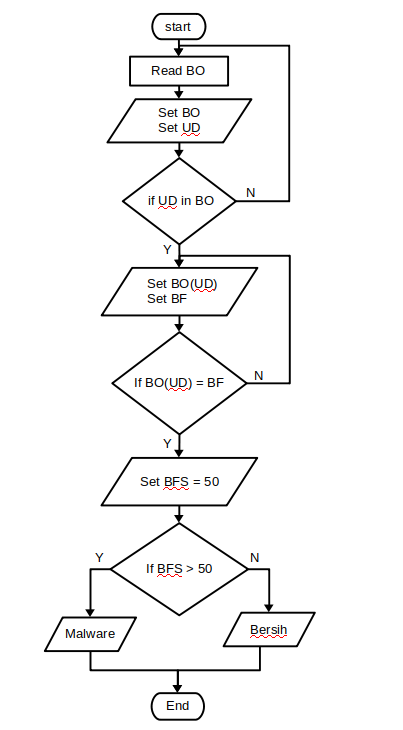 start
Read BO
Set BO
Set UD
if UD in BO
N
Y
Set BO(UD)
Set BF
If BO(UD) = BF
N
Y
Set BFS = 50
If BFS > 50
Y
N
Malware
Bersih
End